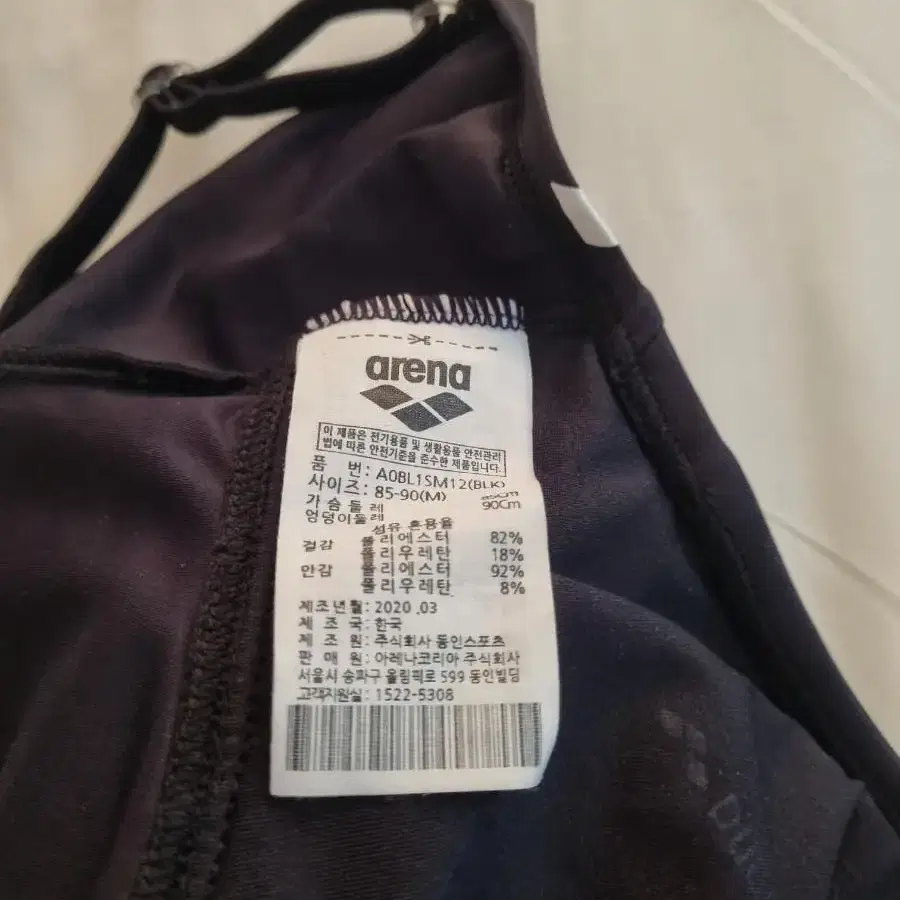 arena
이 제품은 전기용품 및 생활용품 안전관리
법에 따른 안전기준을 준수한 제품입니다.
품 번: A0BL1SM12(BLK)
사이즈: 85-90(M)
가슴둘레 85Cm
엉덩이둘레 90Cm
섬유 혼용율
겉감 폴리에스터 82%
폴리우레탄 18%
안감 폴리에스터 92%
폴리우레탄 8%
제조년월: 2020 .03
제 조 국: 한국
제 조 원: 주식회사 동인스포츠
판 매 원: 아레나코리아 주식회사
서울시 송파구 올림픽로 599 동인빌딩
고객지원실: 1522-5308